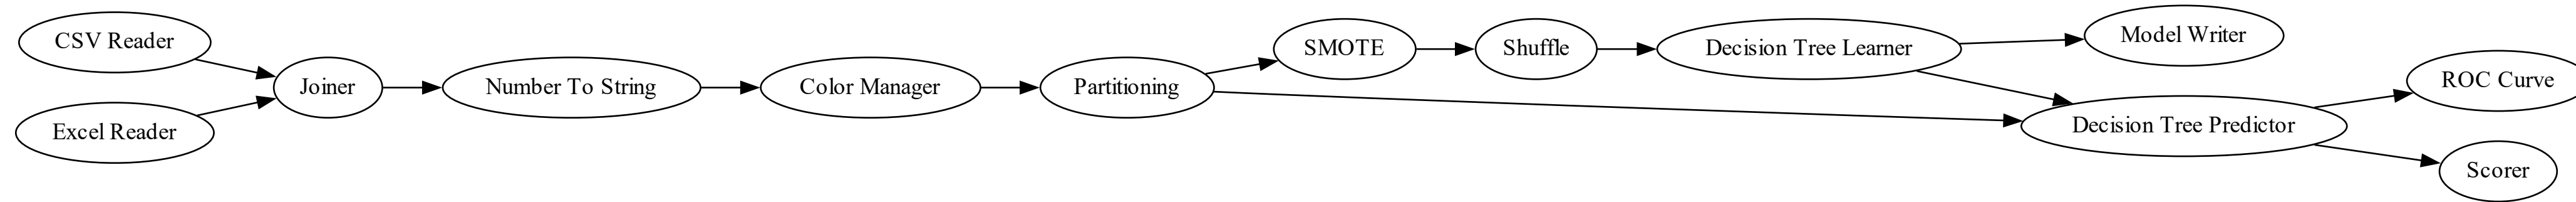 CSV Reader
Excel Reader
Joiner
Number To String
Color Manager
Partitioning
SMOTE
Shuffle
Decision Tree Learner
Model Writer
Decision Tree Predictor
ROC Curve
Scorer